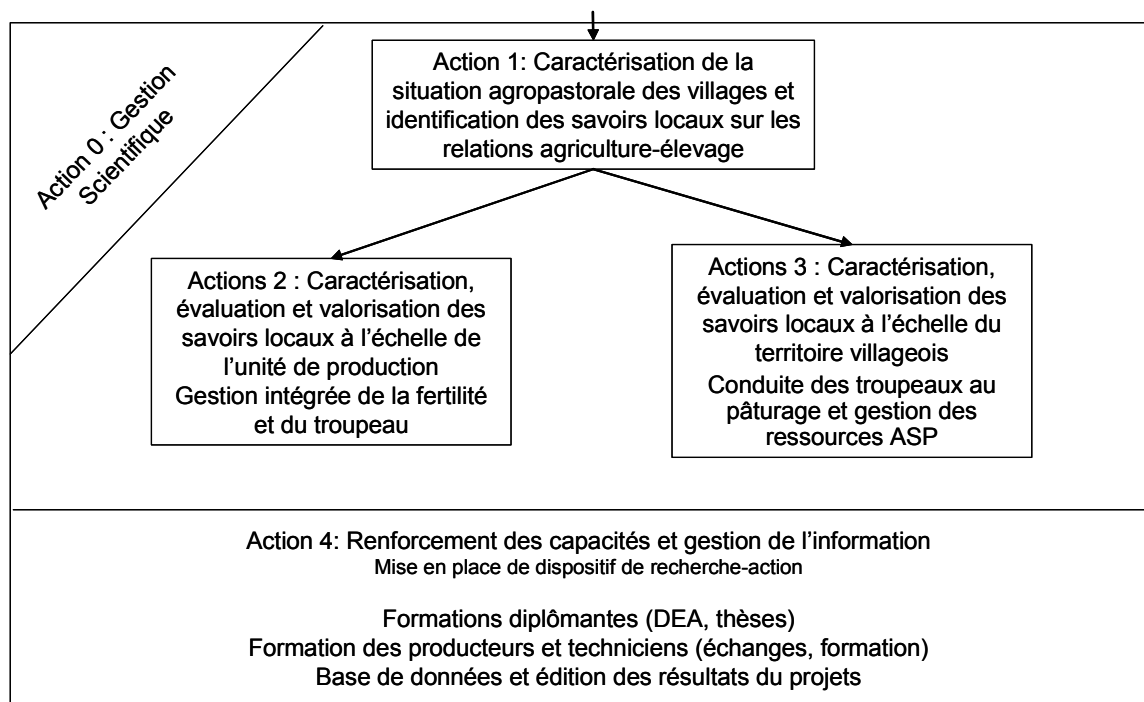 Action 0 : Gestion
Scientifique
Action 1: Caractérisation de la
situation agropastorale des villages et
identification des savoirs locaux sur les
relations agriculture-élevage
Actions 2 : Caractérisation,
évaluation et valorisation des
savoirs locaux à l’échelle de
l’unité de production
Gestion intégrée de la fertilité
et du troupeau
Actions 3 : Caractérisation,
évaluation et valorisation des
savoirs locaux à l’échelle du
territoire villageois
Conduite des troupeaux au
pâturage et gestion des
ressources ASP
Action 4: Renforcement des capacités et gestion de l’information
Mise en place de dispositif de recherche-action
Formations diplômantes (DEA, thèses)
Formation des producteurs et techniciens (échanges, formation)
Base de données et édition des résultats du projets